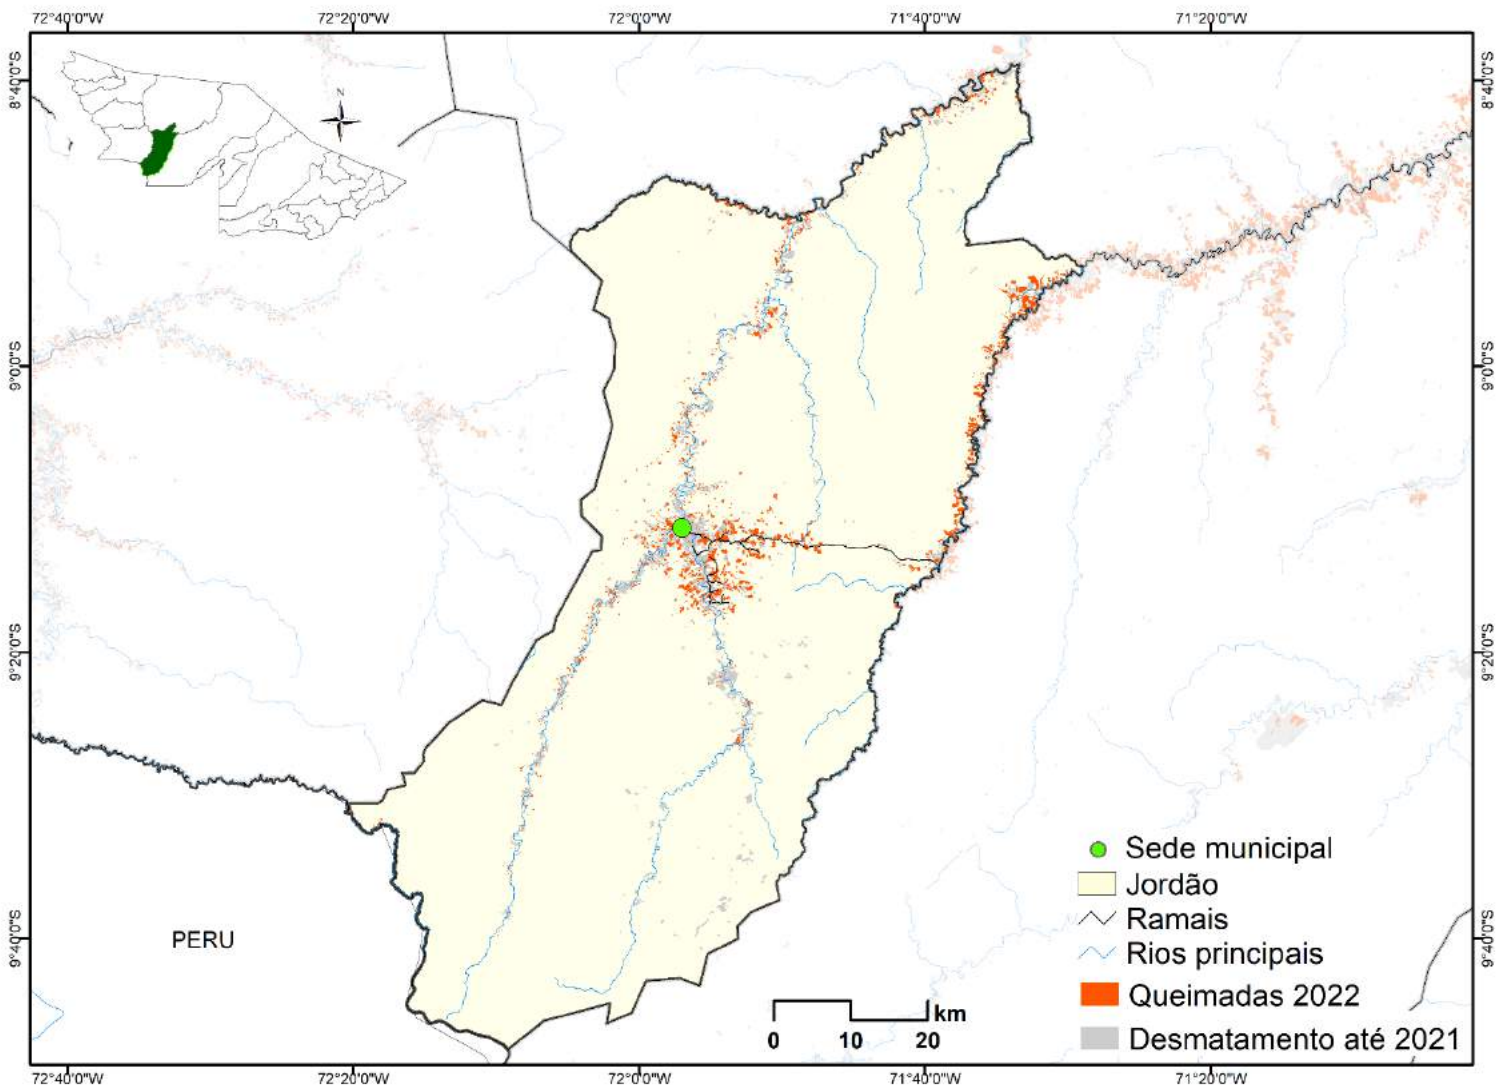 72°40'0"W 72°20'0"W 72°0'0"W 71°40'0"W 71°20'0"W
N
8°40'0"S 8°40'0"S
9°0'0"S 9°0'0"S
9°20'0"S 9°20'0"S
Sede municipal
Jordão
Ramais
PERU
9°40'0"S 9°40'0"S
Rios principais
Queimadas 2022
km
0 10 20
Desmatamento até 2021
72°40'0"W 72°20'0"W 72°0'0"W 71°40'0"W 71°20'0"W